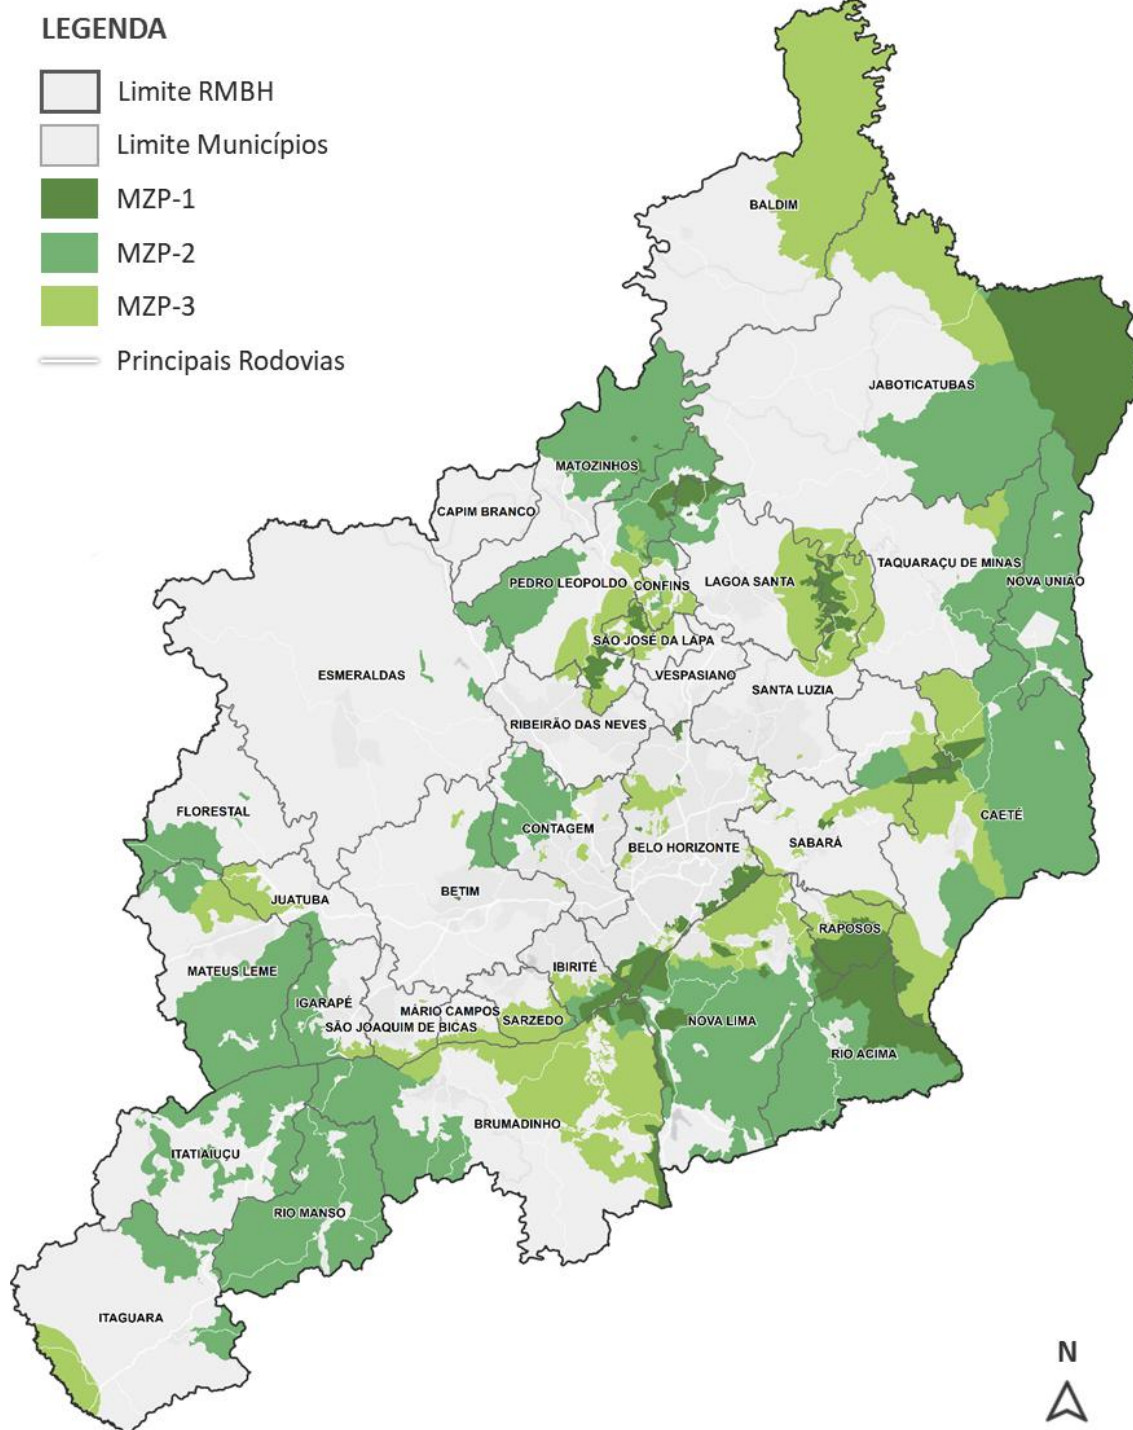 LEGENDA
Limite RMBH
Limite Municípios
MZP-1
MZP-2
MZP-3
Principais Rodovias
BALDIM
JABOTICATUBAS
MATOZINHOS
CAPIM BRANCO
TAQUARAÇU DE MINAS
PEDRO LEOPOLDO
CONFINS
LAGOA SANTA
NOVA UNIÃO
SÃO JOSÉ DA LAPA
ESMERALDAS
VESPASIANO
SANTA LUZIA
RIBEIRÃO DAS NEVES
FLORESTAL
CAETÉ
CONTAGEM
SABARÁ
BELO HORIZONTE
BETIM
JUATUBA
RAPOSOS
IBIRITÉ
MATEUS LEME
IGARAPÉ
MÁRIO CAMPOS
SARZEDO
NOVA LIMA
SÃO JOAQUIM DE BICAS
RIO ACIMA
BRUMADINHO
ITATIAIUÇU
RIO MANSO
ITAGUARA
N